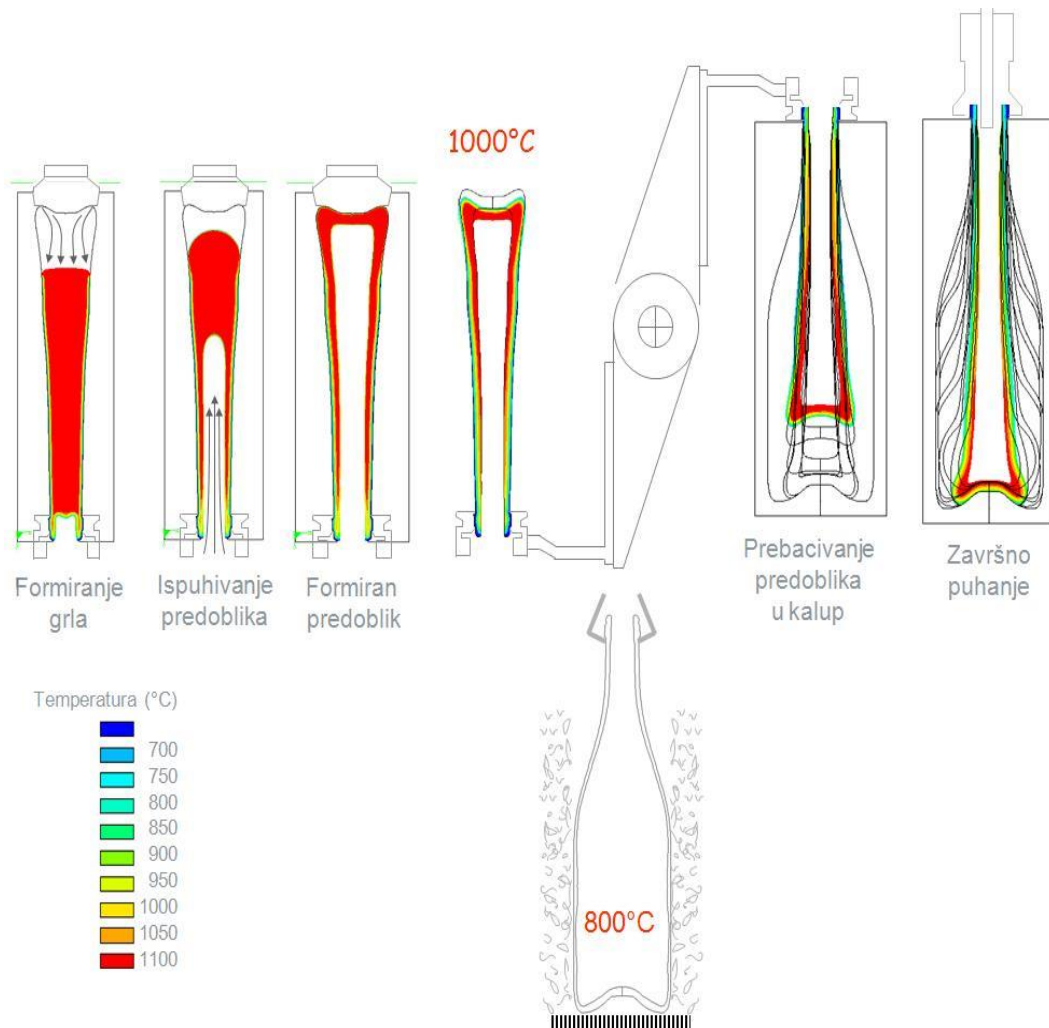 1000°C
Formiranje
grla
Ispuhivanje
predoblika
Formiran
predoblik
Prebacivanje
predoblika
u kalup
Završno
puhanje
Temperatura (°C)
700
750
800
850
900
950
1000
1050
1100
800°C